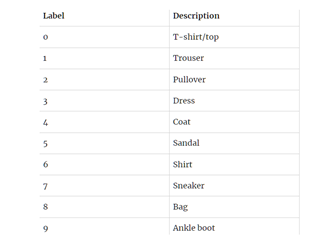 Label Description
0 T-shirt/top
1 Trouser
2 Pullover
3 Dress
4 Coat
5 Sandal
6 Shirt
7 Sneaker
8 Bag
9 Ankle boot